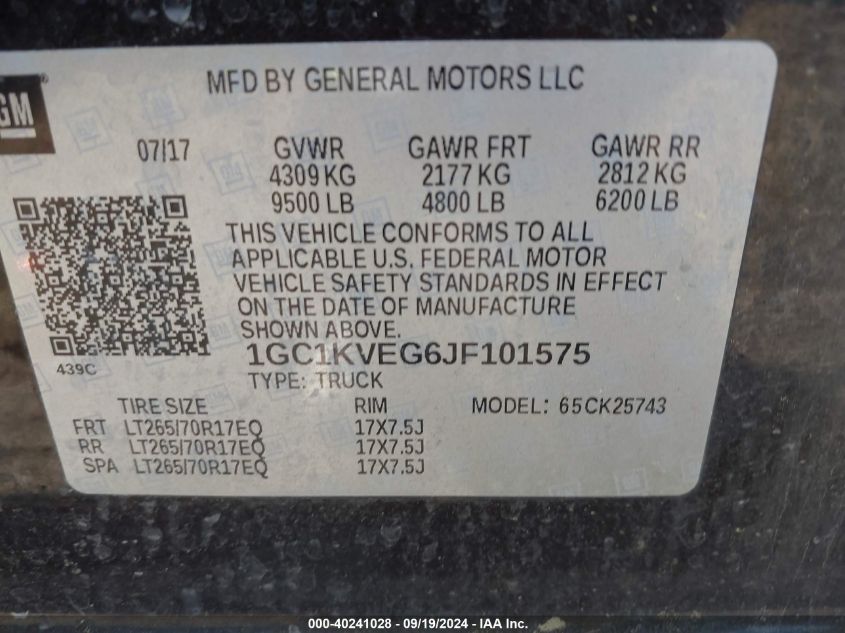 GM
MFD BY GENERAL MOTORS LLC
07/17 GVWR GAWR FRT GAWR RR
4309 KG 2177 KG 2812 KG
9500 LB 4800 LB 6200 LB
THIS VEHICLE CONFORMS TO ALL
APPLICABLE U.S. FEDERAL MOTOR
VEHICLE SAFETY STANDARDS IN EFFECT
ON THE DATE OF MANUFACTURE
SHOWN ABOVE.
439C
1GC1KVEG6JF101575
TYPE: TRUCK
TIRE SIZE RIM MODEL: 65CK25743
FRT LT265/70R17EQ 17X7.5J
RR LT265/70R17EQ 17X7.5J
SPA LT265/70R17EQ 17X7.5J
000-40241028 - 09/19/2024 - IAA Inc.